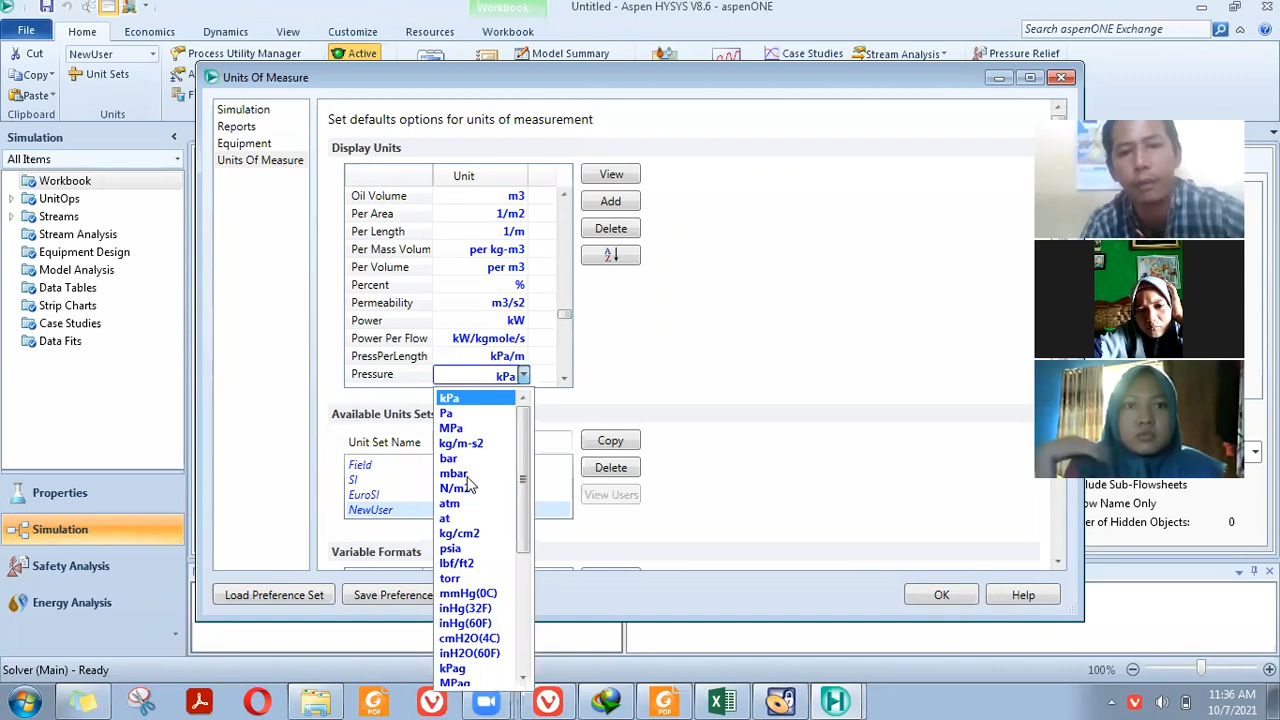 Workbook
Untitled - Aspen HYSYS V8.6 - aspenONE
File
Home
Economics
Dynamics
View
Customize
Resources
Workbook
Search aspenONE Exchange
Cut
Copy
Paste
Clipboard
NewUser
Unit Sets
Units
Process Utility Manager
Active
Model Summary
Case Studies
Stream Analysis
Pressure Relief
Simulation
All Items
Workbook
UnitOps
Streams
Stream Analysis
Equipment Design
Model Analysis
Data Tables
Strip Charts
Case Studies
Data Fits
Properties
Simulation
Safety Analysis
Energy Analysis
Units Of Measure
Simulation
Reports
Equipment
Units Of Measure
Set defaults options for units of measurement
Display Units
Unit
Oil Volume m3
Per Area 1/m2
Per Length 1/m
Per Mass Volum per kg-m3
Per Volume per m3
Percent %
Permeability m3/s2
Power kW
Power Per Flow kW/kgmole/s
PressPerLength kPa/m
Pressure kPa
View
Add
Delete
A
Z
kPa
Pa
MPa
kg/m-s2
bar
mbar
atm
at
kg/cm2
psia
lbf/ft2
torr
mmHg(0C)
inHg(32F)
inHg(60F)
cmH2O(4C)
inH2O(60F)
kPag
MPag
Available Units Sets
Unit Set Name
Field
SI
EuroSI
NewUser
Copy
Delete
View Users
Variable Formats
Load Preference Set
Save Preference
OK
Help
lude Sub-Flowsheets
ow Name Only
er of Hidden Objects
0
Solver (Main) - Ready
100%
PDF
PDF
11:36 AM
10/7/2021